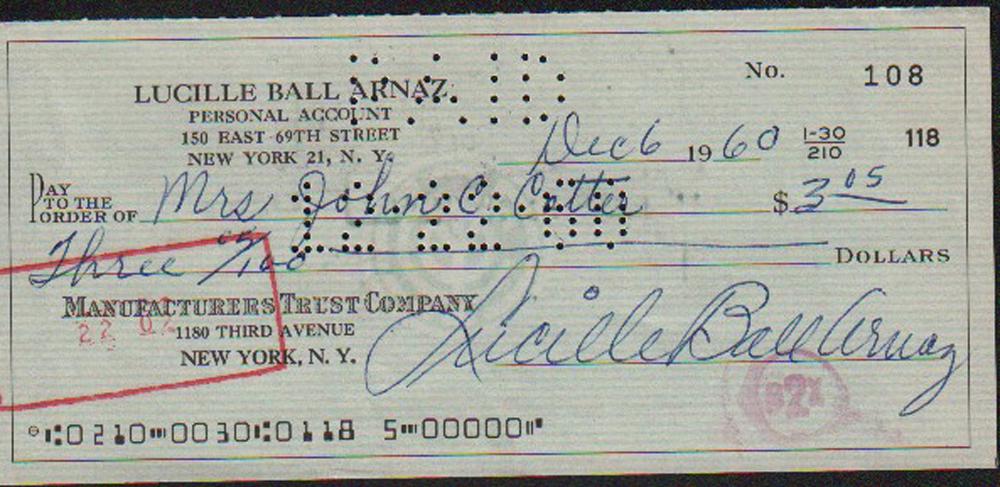 No. 108
LUCILLE BALL ARNAZ
PERSONAL ACCOUNT
150 EAST 69TH STREET
NEW YORK 21, N. Y.
Dec 6 1960 1-30/210 118
PAY TO THE ORDER OF Mrs John C. Cotter $3 05
Three 05/100 DOLLARS
MANUFACTURERS TRUST COMPANY
1180 THIRD AVENUE
NEW YORK, N. Y.
Lucille Ball Arnaz
⑆0210⑉0030⑆0118 5⑉00000⑈